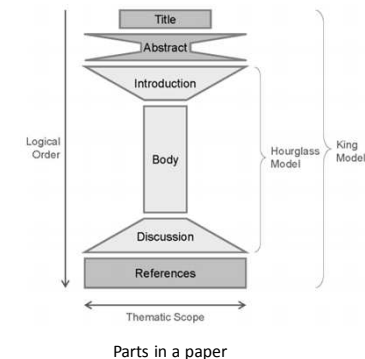 Title
Abstract
Introduction
Logical
Order
Body
Hourglass
Model
King
Model
Discussion
References
Thematic Scope
Parts in a paper